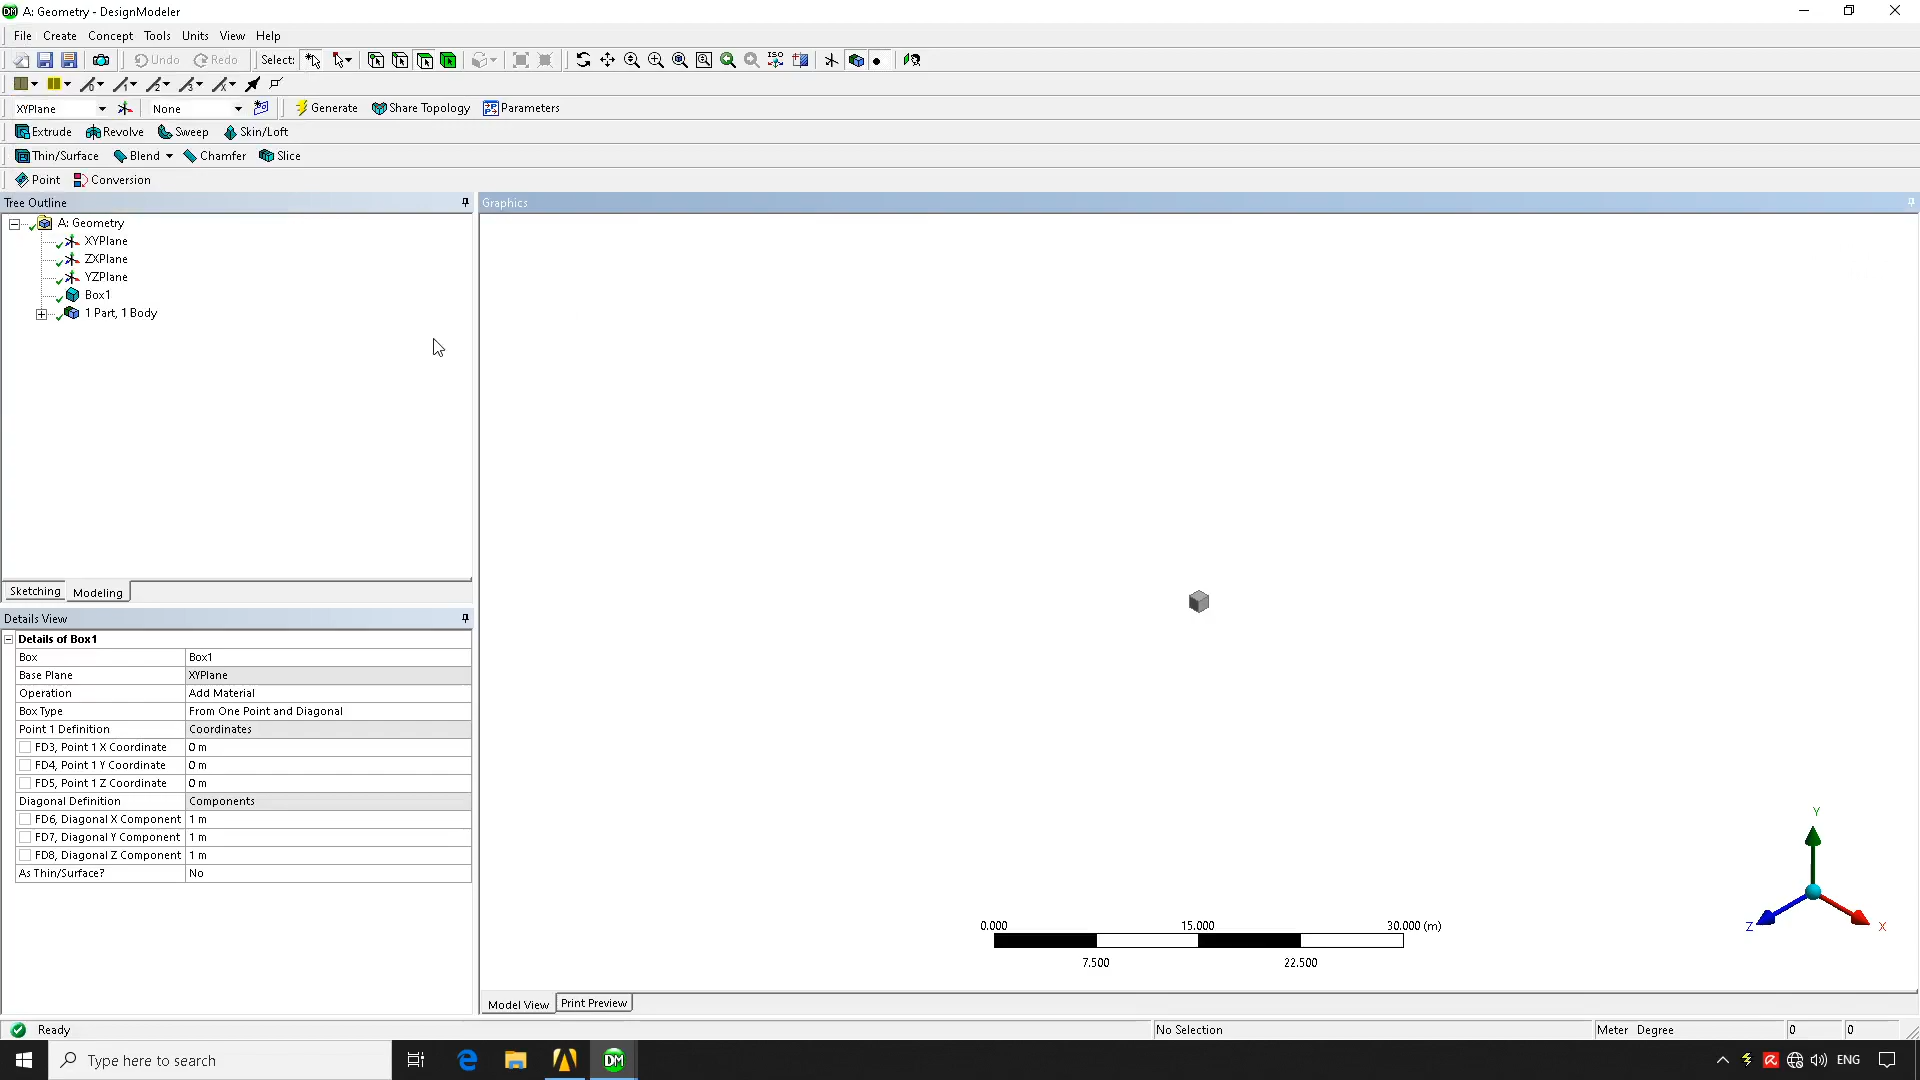 DM A: Geometry - DesignModeler
File Create Concept Tools Units View Help
Undo Redo Select: ISO
XYPlane None Generate Share Topology Parameters
Extrude Revolve Sweep Skin/Loft
Thin/Surface Blend Chamfer Slice
Point Conversion
Tree Outline
A: Geometry
XYPlane
ZXPlane
YZPlane
Box1
1 Part, 1 Body
Sketching Modeling
Details View
Details of Box1
Box Box1
Base Plane XYPlane
Operation Add Material
Box Type From One Point and Diagonal
Point 1 Definition Coordinates
FD3, Point 1 X Coordinate 0 m
FD4, Point 1 Y Coordinate 0 m
FD5, Point 1 Z Coordinate 0 m
Diagonal Definition Components
FD6, Diagonal X Component 1 m
FD7, Diagonal Y Component 1 m
FD8, Diagonal Z Component 1 m
As Thin/Surface? No
Graphics
Y
Z X
0.000 15.000 30.000 (m)
7.500 22.500
Model View Print Preview
Ready No Selection Meter Degree 0 0
Type here to search DM ENG